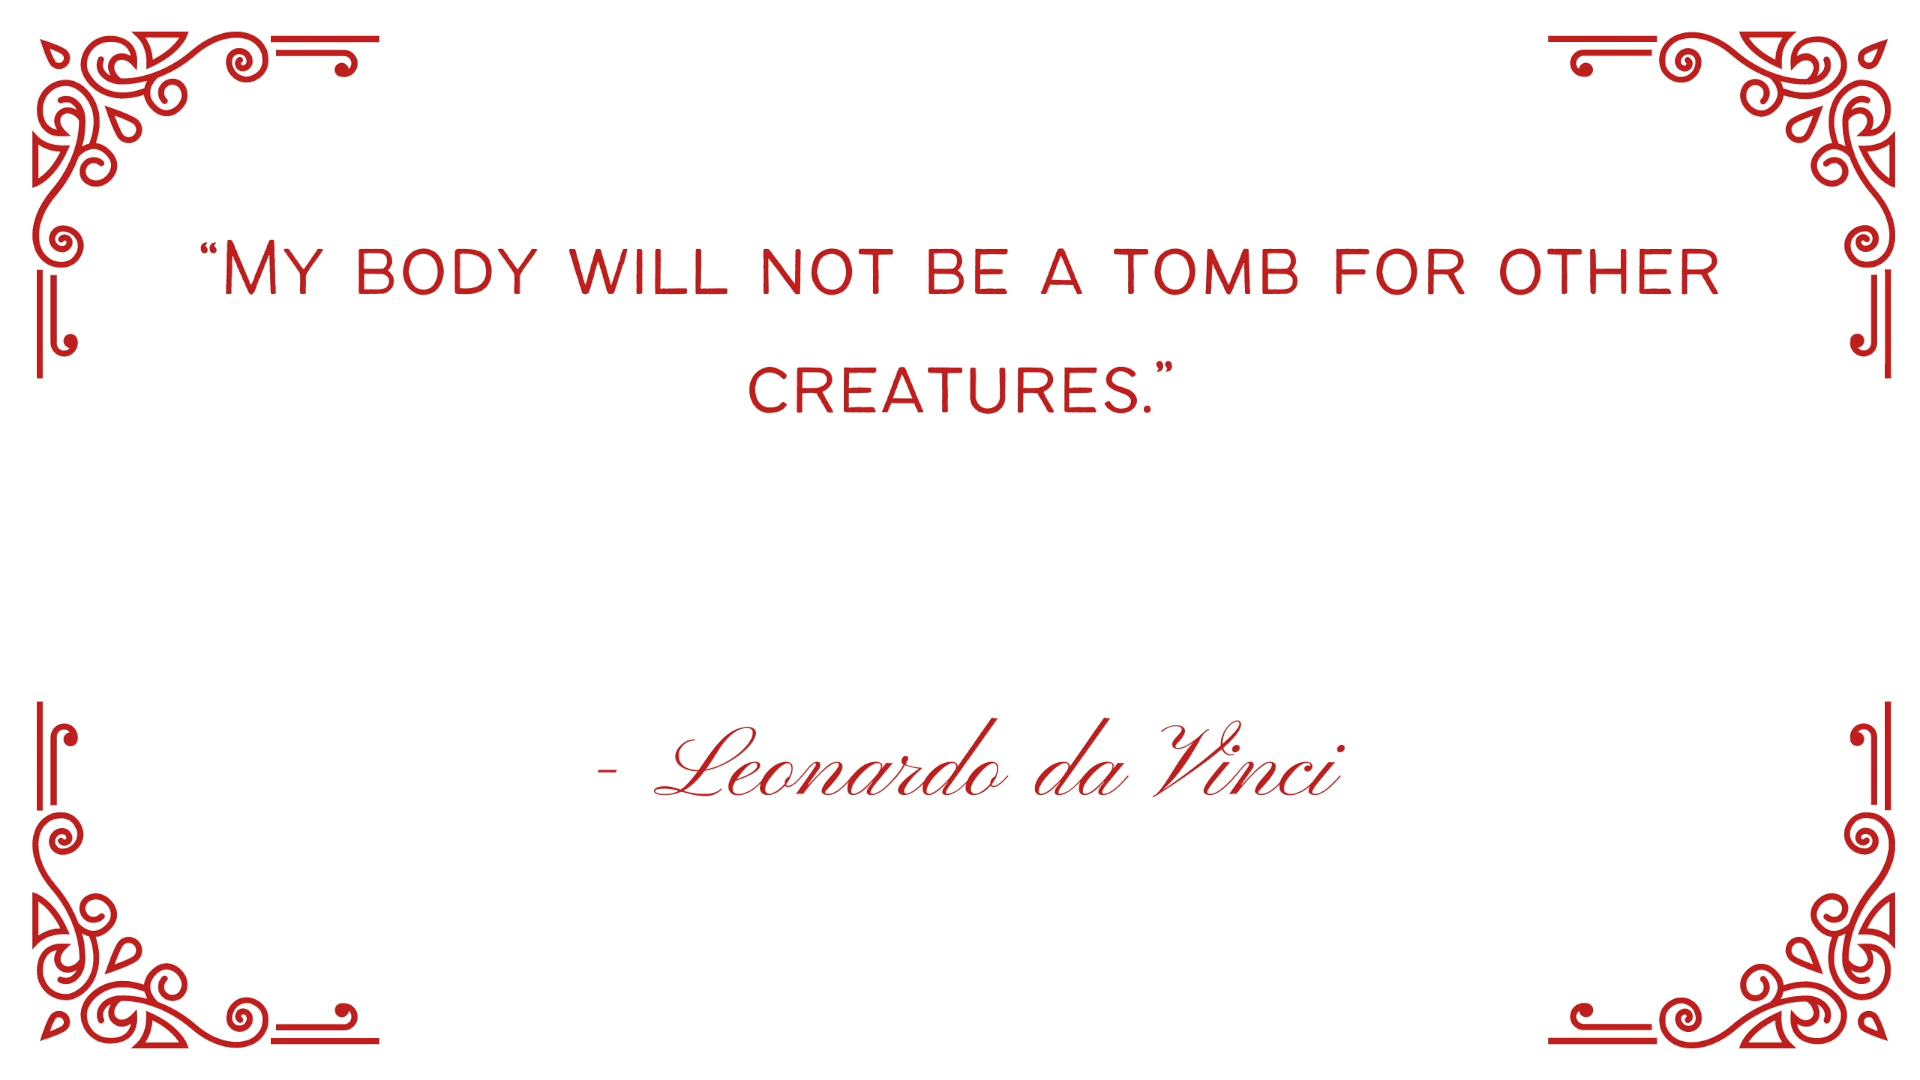 “My body will not be a tomb for other
creatures.”
- Leonardo da Vinci